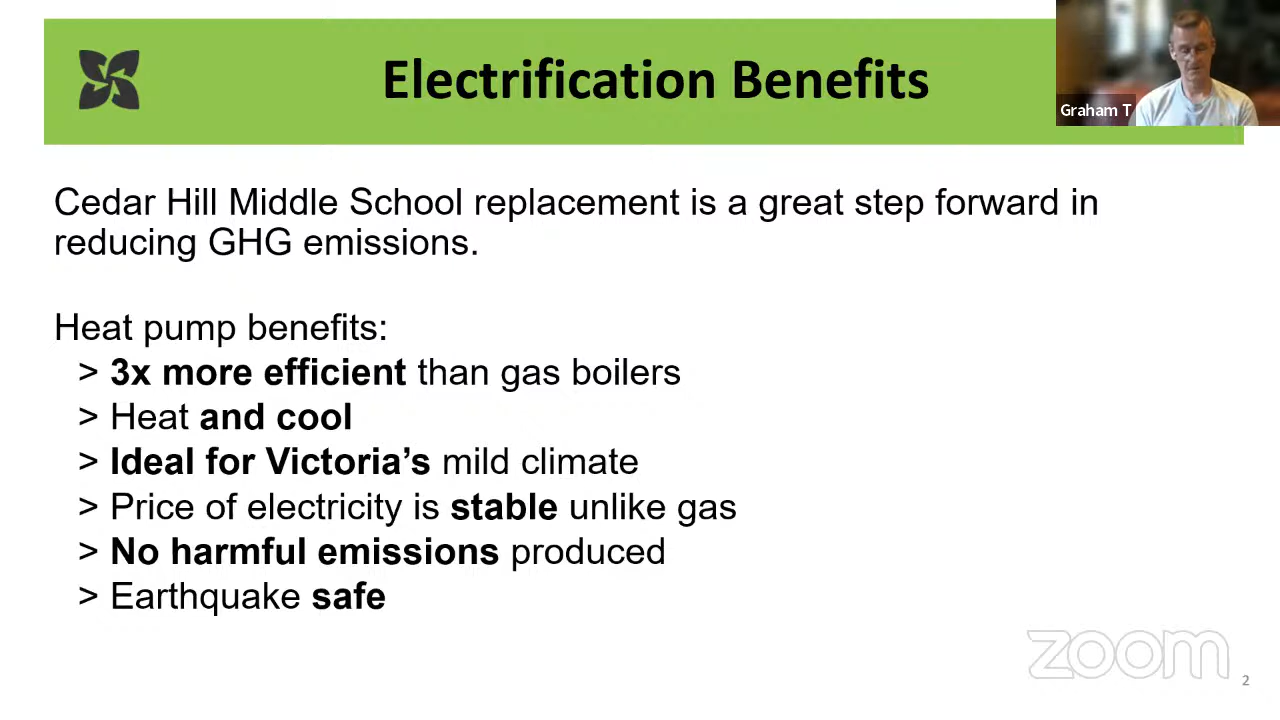 Electrification Benefits
Graham T
Cedar Hill Middle School replacement is a great step forward in
reducing GHG emissions.
Heat pump benefits:
> 3x more efficient than gas boilers
> Heat and cool
> Ideal for Victoria’s mild climate
> Price of electricity is stable unlike gas
> No harmful emissions produced
> Earthquake safe
zoom
2